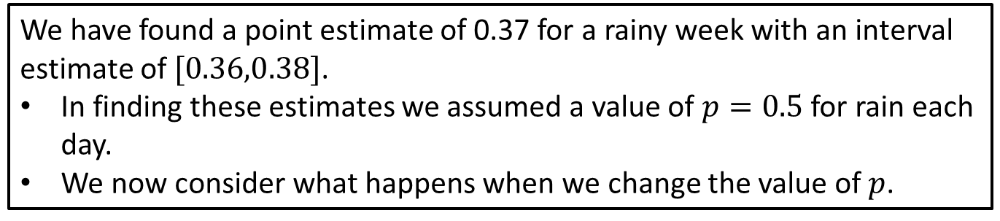 We have found a point estimate of 0.37 for a rainy week with an interval
estimate of [0.36,0.38].
• In finding these estimates we assumed a value of p = 0.5 for rain each
day.
• We now consider what happens when we change the value of p.